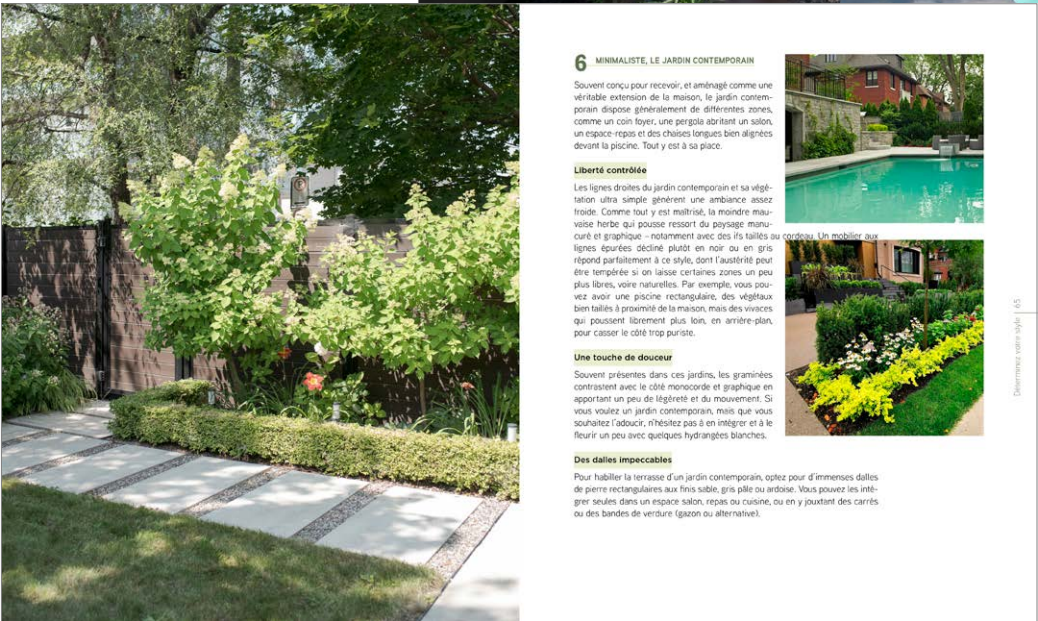 6 MINIMALISTE, LE JARDIN CONTEMPORAIN
Souvent conçu pour recevoir, et aménagé comme une
véritable extension de la maison, le jardin contem-
porain dispose généralement de différentes zones,
comme un coin foyer, une pergola abritant un salon,
un espace-repas et des chaises longues bien alignées
devant la piscine. Tout y est à sa place.
Liberté contrôlée
Les lignes droites du jardin contemporain et sa végé-
tation ultra simple génèrent une ambiance assez
froide. Comme tout y est maîtrisé, la moindre mau-
vaise herbe qui pousse ressort du paysage manu-
curé et graphique – notamment avec des ifs taillés au cordeau. Un mobilier aux
lignes épurées décliné plutôt en noir ou en gris
répond parfaitement à ce style, dont l'austérité peut
être tempérée si on laisse certaines zones un peu
plus libres, voire naturelles. Par exemple, vous pou-
vez avoir une piscine rectangulaire, des végétaux
bien taillés à proximité de la maison, mais des vivaces
qui poussent librement plus loin, en arrière-plan,
pour casser le côté trop puriste.
Une touche de douceur
Souvent présentes dans ces jardins, les graminées
contrastent avec le côté monocorde et graphique en
apportant un peu de légèreté et du mouvement. Si
vous voulez un jardin contemporain, mais que vous
souhaitez l'adoucir, n'hésitez pas à en intégrer et à le
fleurir un peu avec quelques hydrangées blanches.
Des dalles impeccables
Pour habiller la terrasse d'un jardin contemporain, optez pour d'immenses dalles
de pierre rectangulaires aux finis sable, gris pâle ou ardoise. Vous pouvez les inté-
grer seules dans un espace salon, repas ou cuisine, ou en y jouxtant des carrés
ou des bandes de verdure (gazon ou alternative).
Déterminez votre style | 65